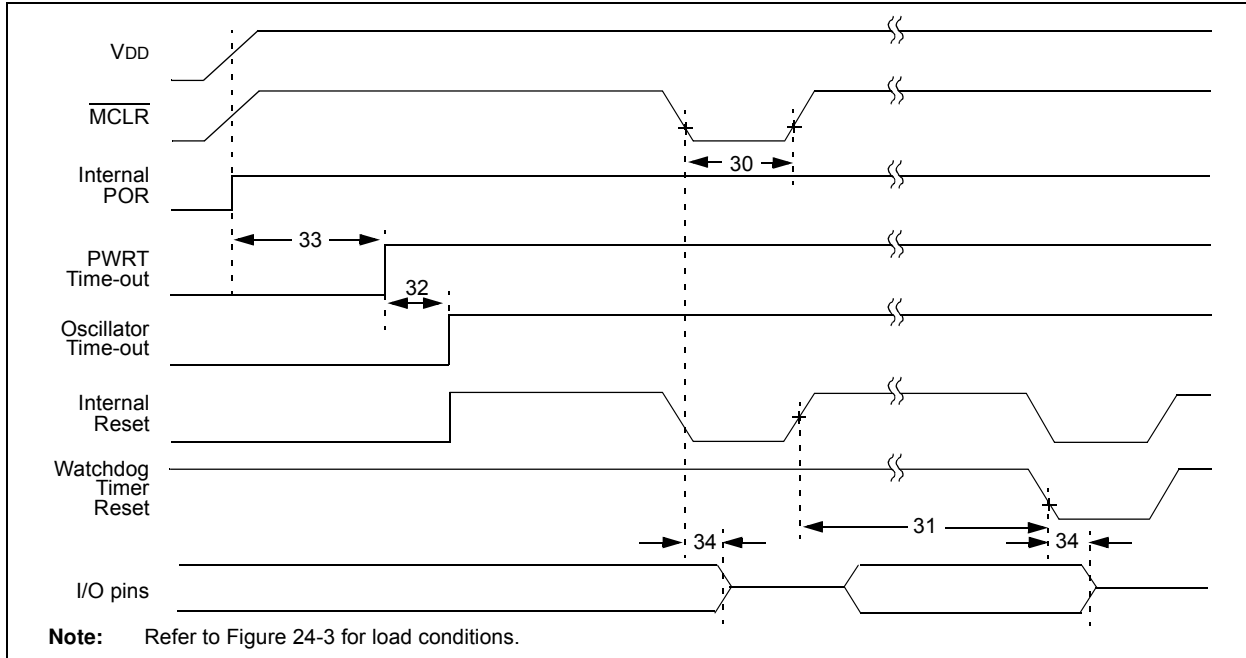 VDD
MCLR
Internal
POR
30
33
PWRT
Time-out
32
Oscillator
Time-out
Internal
Reset
Watchdog
Timer
Reset
31
34
34
I/O pins
Note: Refer to Figure 24-3 for load conditions.